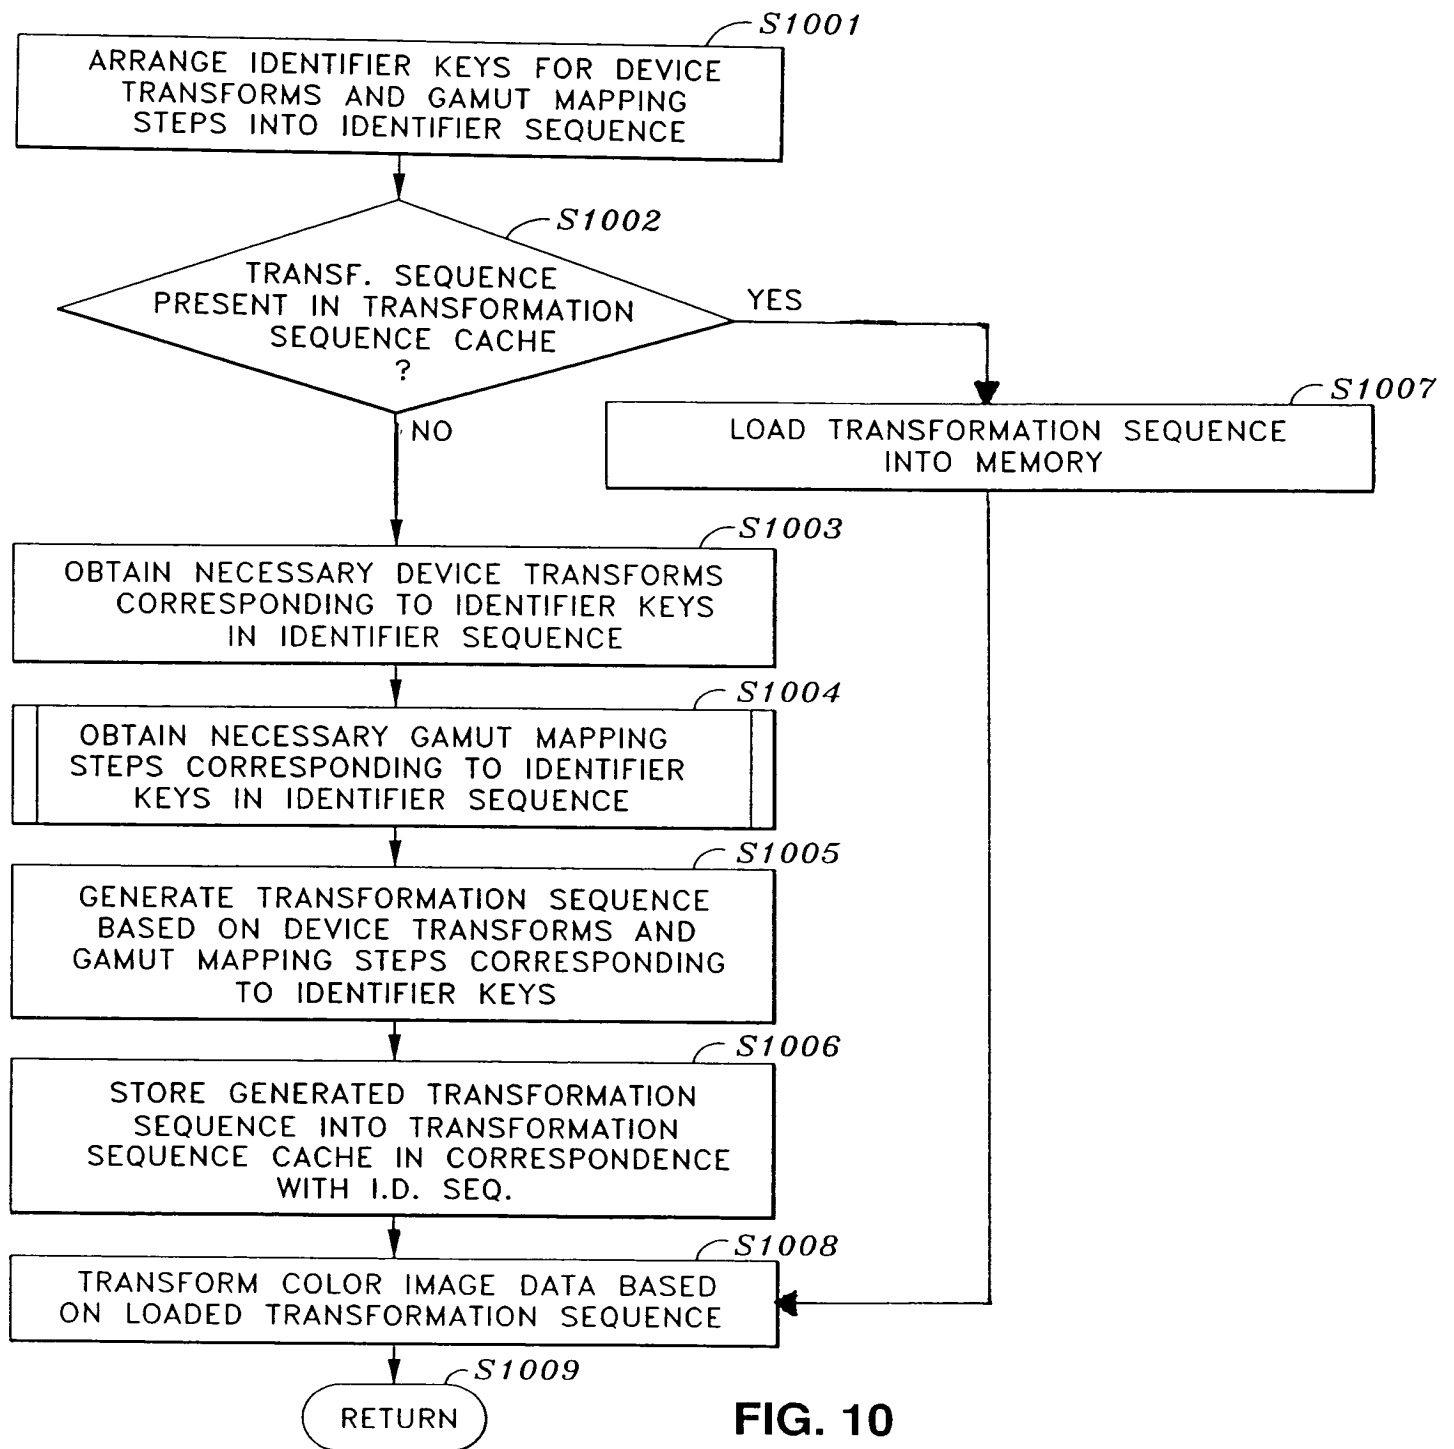 S1001
ARRANGE IDENTIFIER KEYS FOR DEVICE
TRANSFORMS AND GAMUT MAPPING
STEPS INTO IDENTIFIER SEQUENCE
S1002
TRANSF. SEQUENCE
PRESENT IN TRANSFORMATION
SEQUENCE CACHE
?
YES
NO
S1007
LOAD TRANSFORMATION SEQUENCE
INTO MEMORY
S1003
OBTAIN NECESSARY DEVICE TRANSFORMS
CORRESPONDING TO IDENTIFIER KEYS
IN IDENTIFIER SEQUENCE
S1004
OBTAIN NECESSARY GAMUT MAPPING
STEPS CORRESPONDING TO IDENTIFIER
KEYS IN IDENTIFIER SEQUENCE
S1005
GENERATE TRANSFORMATION SEQUENCE
BASED ON DEVICE TRANSFORMS AND
GAMUT MAPPING STEPS CORRESPONDING
TO IDENTIFIER KEYS
S1006
STORE GENERATED TRANSFORMATION
SEQUENCE INTO TRANSFORMATION
SEQUENCE CACHE IN CORRESPONDENCE
WITH I.D. SEQ.
S1008
TRANSFORM COLOR IMAGE DATA BASED
ON LOADED TRANSFORMATION SEQUENCE
S1009
RETURN
FIG. 10